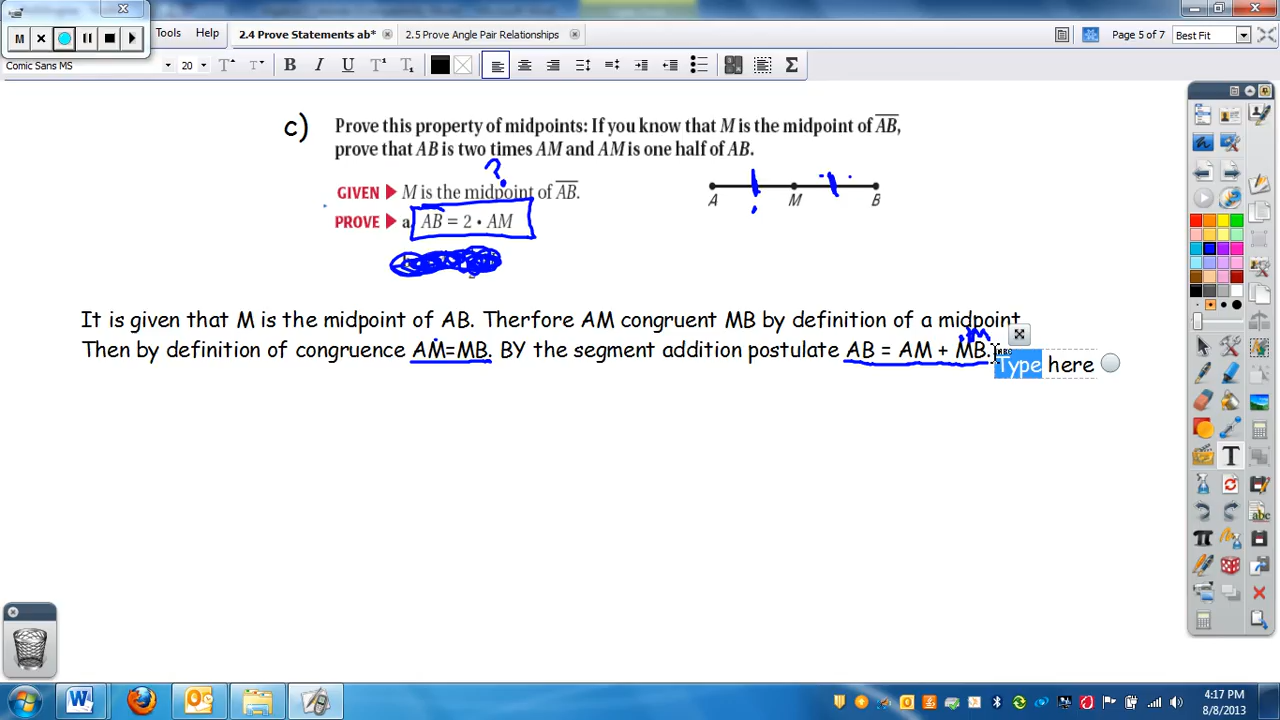 Tools Help
2.4 Prove Statements ab* 2.5 Prove Angle Pair Relationships
Page 5 of 7 Best Fit
Comic Sans MS 20 B I U
c) Prove this property of midpoints: If you know that M is the midpoint of AB,
prove that AB is two times AM and AM is one half of AB.
?
GIVEN M is the midpoint of AB.
A M B
PROVE a. AB = 2 • AM
It is given that M is the midpoint of AB. Therfore AM congruent MB by definition of a midpoint.
Then by definition of congruence AM=MB. BY the segment addition postulate AB = AM + MB.
Type here
4:17 PM
8/8/2013